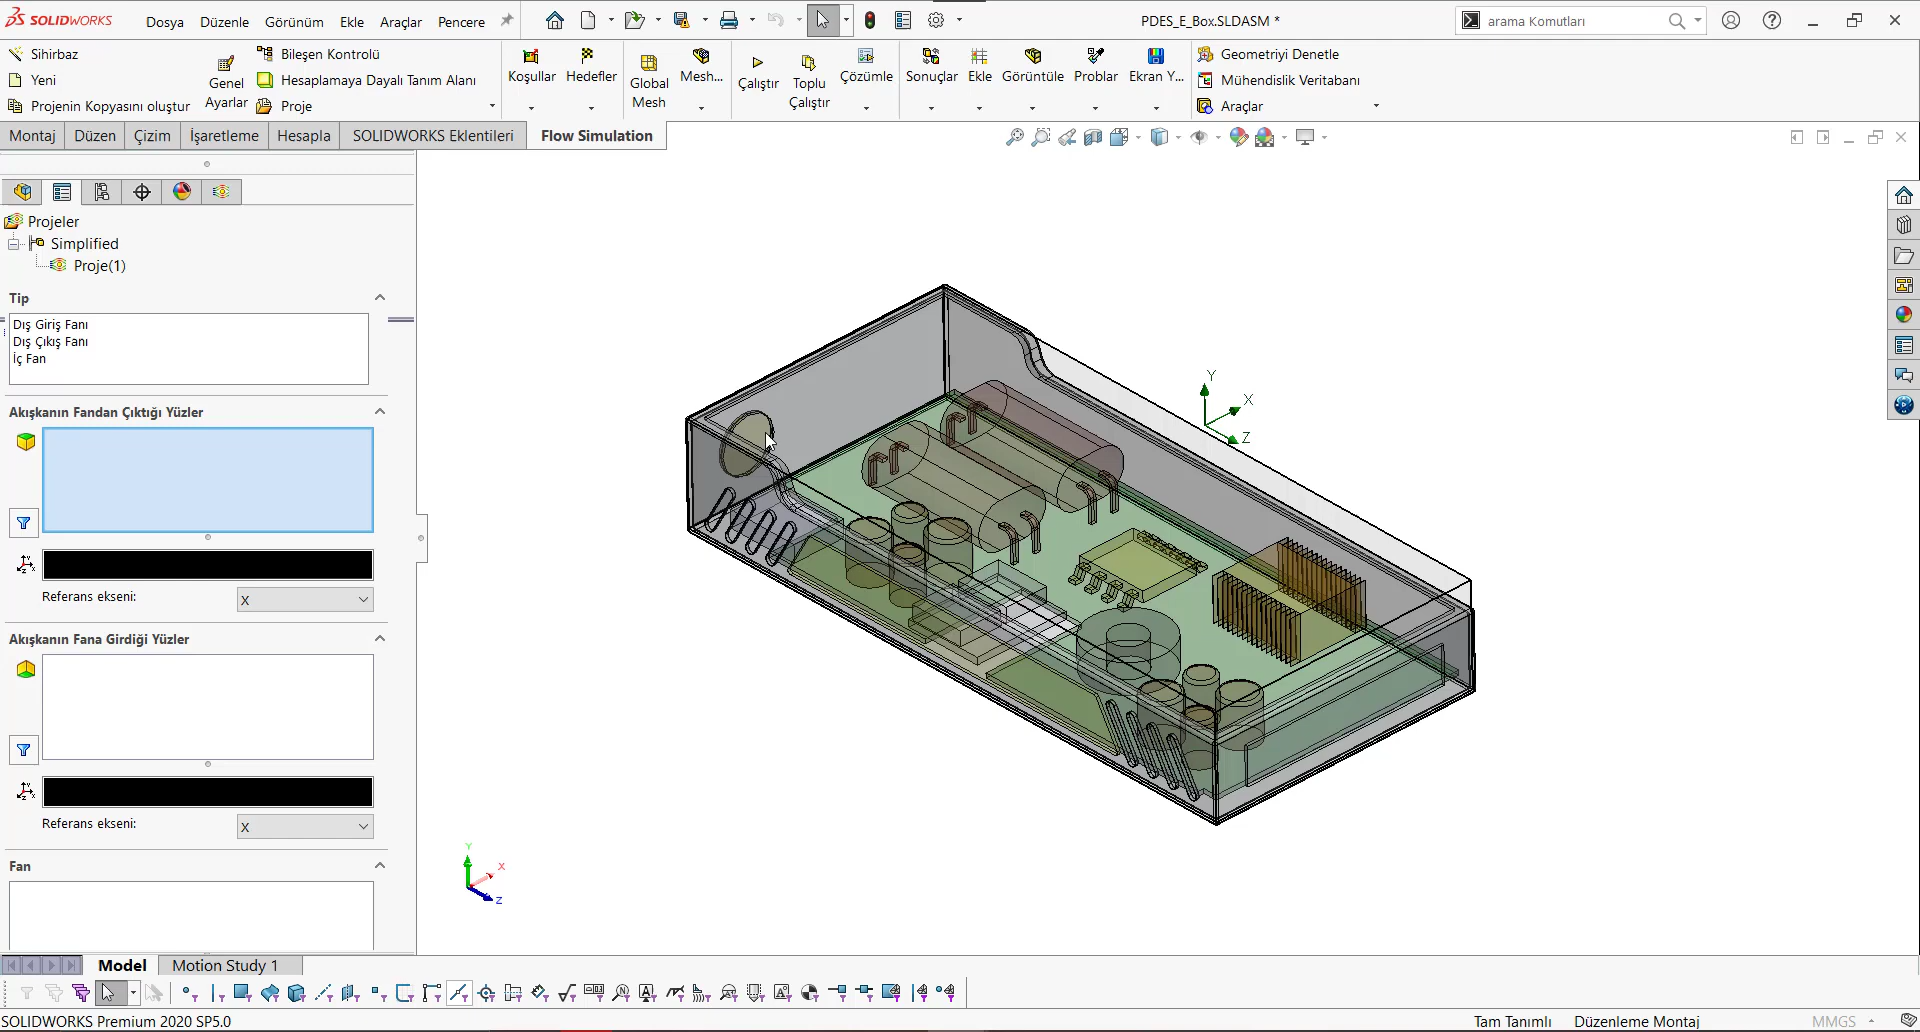 SOLIDWORKS
Dosya
Düzenle
Görünüm
Ekle
Araçlar
Pencere
PDES_E_Box.SLDASM *
arama Komutları
Sihirbaz
Yeni
Projenin Kopyasını oluştur
Genel Ayarlar
Bileşen Kontrolü
Hesaplamaya Dayalı Tanım Alanı
Proje
Koşullar
Hedefler
Global Mesh
Mesh...
Çalıştır
Toplu Çalıştır
Çözümle
Sonuçlar
Ekle
Görüntüle
Problar
Ekran Y...
Geometriyi Denetle
Mühendislik Veritabanı
Araçlar
Montaj
Düzen
Çizim
İşaretleme
Hesapla
SOLIDWORKS Eklentileri
Flow Simulation
Projeler
Simplified
Proje(1)
Tip
Dış Giriş Fanı
Dış Çıkış Fanı
İç Fan
Akışkanın Fandan Çıktığı Yüzler
Referans ekseni:
X
Akışkanın Fana Girdiği Yüzler
Referans ekseni:
X
Fan
Y
X
Z
Y
X
Z
Model
Motion Study 1
SOLIDWORKS Premium 2020 SP5.0
Tam Tanımlı
Düzenleme Montaj
MMGS